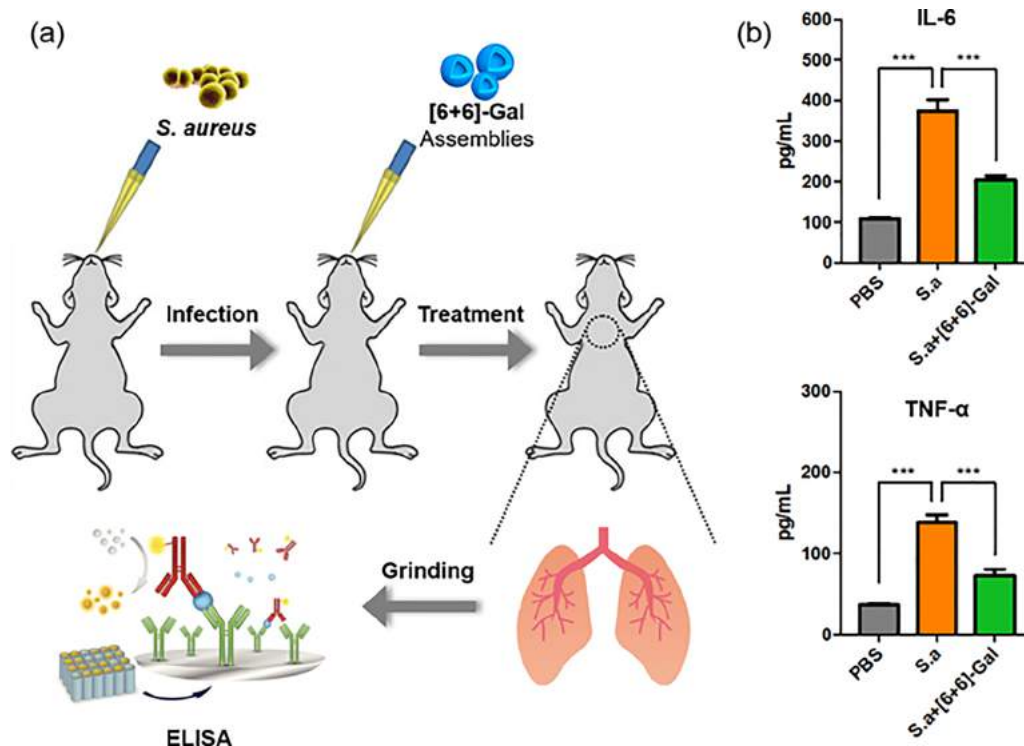 (a)
S. aureus
[6+6]-Gal
Assemblies
Infection
Treatment
Grinding
ELISA
(b)
IL-6
600
500
400
300
200
100
0
pg/mL
***
***
PBS
S.a
S.a+[6+6]-Gal
TNF-α
300
200
100
0
pg/mL
***
***
PBS
S.a
S.a+[6+6]-Gal